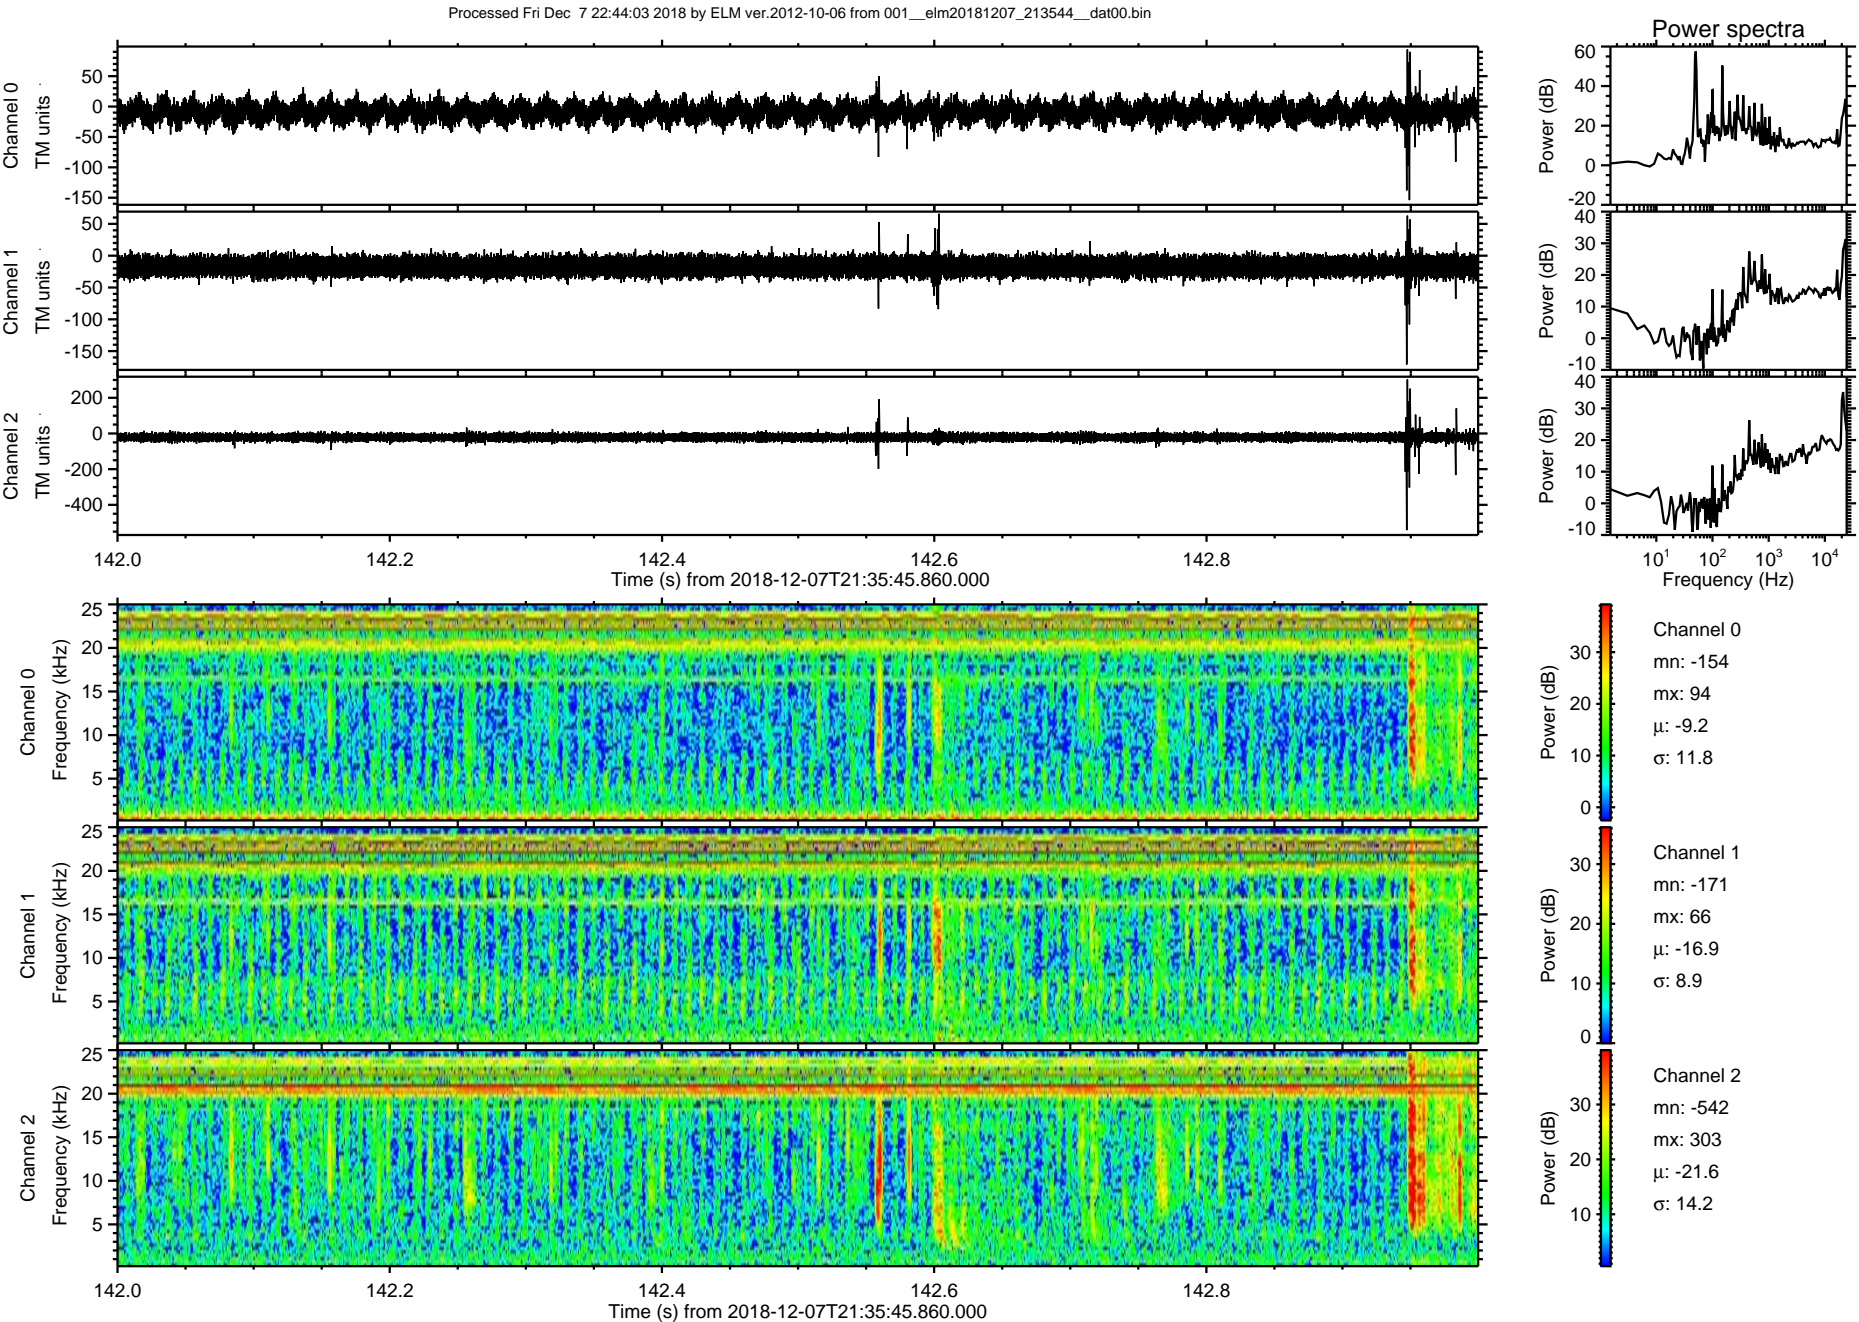 Processed Fri Dec  7 22:44:03 2018 by ELM ver.2012-10-06 from 001__elm20181207_213544__dat00.bin
Power spectra
Channel 0
TM units
50
0
-50
-100
-150
Power (dB)
60
40
20
0
-20
Channel 1
TM units
50
0
-50
-100
-150
Power (dB)
40
30
20
10
0
-10
Channel 2
TM units
200
0
-200
-400
Power (dB)
40
30
20
10
0
-10
142.0 142.2 142.4 142.6 142.8
Time (s) from 2018-12-07T21:35:45.860.000
10^1 10^2 10^3 10^4
Frequency (Hz)
Channel 0
Frequency (kHz)
25
20
15
10
5
Power (dB)
30
20
10
0
Channel 0
mn: -154
mx: 94
μ: -9.2
σ: 11.8
Channel 1
Frequency (kHz)
25
20
15
10
5
Power (dB)
30
20
10
0
Channel 1
mn: -171
mx: 66
μ: -16.9
σ: 8.9
Channel 2
Frequency (kHz)
25
20
15
10
5
Power (dB)
30
20
10
Channel 2
mn: -542
mx: 303
μ: -21.6
σ: 14.2
142.0 142.2 142.4 142.6 142.8
Time (s) from 2018-12-07T21:35:45.860.000